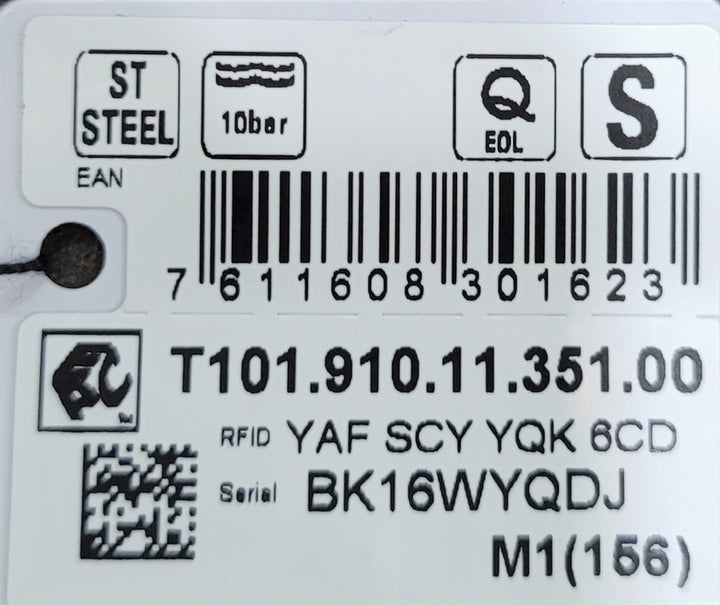 ST
STEEL
10bar
Q
EOL
S
EAN
7 611608 301623
T101.910.11.351.00
RFID YAF SCY YQK 6CD
Serial BK16WYQDJ
M1(156)